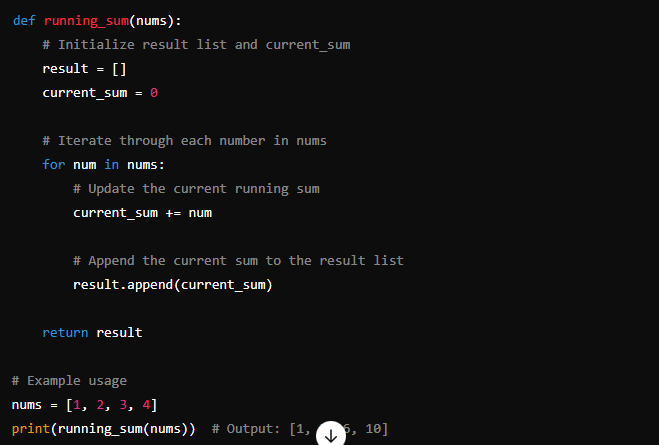 def running_sum(nums):
    # Initialize result list and current_sum
    result = []
    current_sum = 0

    # Iterate through each number in nums
    for num in nums:
        # Update the current running sum
        current_sum += num

        # Append the current sum to the result list
        result.append(current_sum)

    return result

# Example usage
nums = [1, 2, 3, 4]
print(running_sum(nums))  # Output: [1, 6, 10]